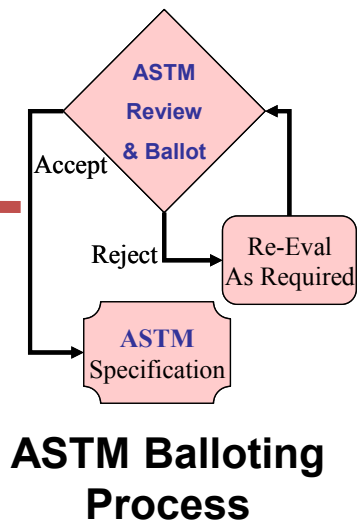 ASTM
Review
& Ballot
Accept
Reject
Re-Eval
As Required
ASTM
Specification
ASTM Balloting
Process